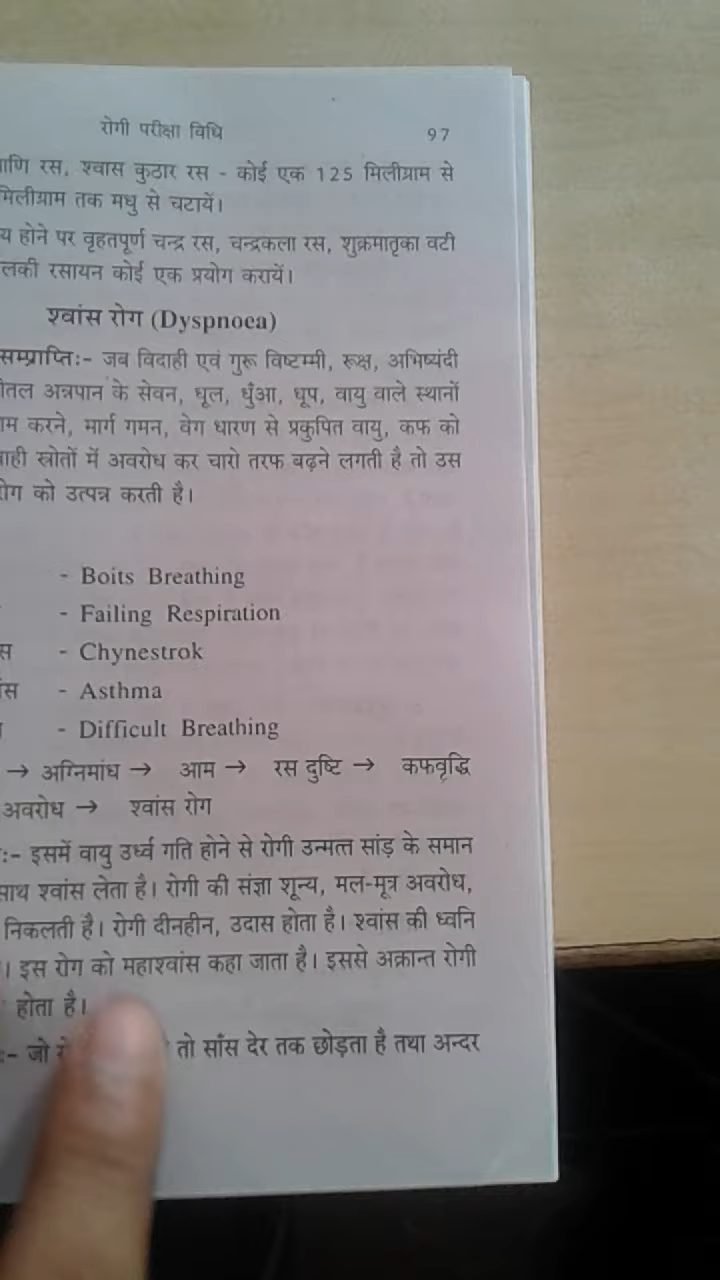 रोगी परीक्षा विधि 97
रस, श्वास कुठार रस - कोई एक 125 मिलीग्राम से
मिलीग्राम तक मधु से चटायें।
होने पर वृहतपूर्ण चन्द्र रस, चन्द्रकला रस, शुक्रमातृका वटी
रसायन कोई एक प्रयोग करायें।
श्वांस रोग (Dyspnoea)
सम्प्राप्तिः- जब विदाही एवं गुरू विष्टम्मी, रूक्ष, अभिष्यंदी
अन्नपान के सेवन, धूल, धुँआ, धूप, वायु वाले स्थानों
करने, मार्ग गमन, वेग धारण से प्रकुपित वायु, कफ को
स्त्रोतों में अवरोध कर चारो तरफ बढ़ने लगती है तो उस
को उत्पन्न करती है।
- Boits Breathing
- Failing Respiration
- Chynestrok
- Asthma
- Difficult Breathing
→ अग्निमांध → आम → रस दुष्टि → कफवृद्धि
अवरोध → श्वांस रोग
:- इसमें वायु उर्ध्व गति होने से रोगी उन्मत्त सांड़ के समान
साथ श्वांस लेता है। रोगी की संज्ञा शून्य, मल-मूत्र अवरोध,
निकलती है। रोगी दीनहीन, उदास होता है। श्वांस की ध्वनि
। इस रोग को महाश्वांस कहा जाता है। इससे अक्रान्त रोगी
होता है।
:- जो तो साँस देर तक छोड़ता है तथा अन्दर